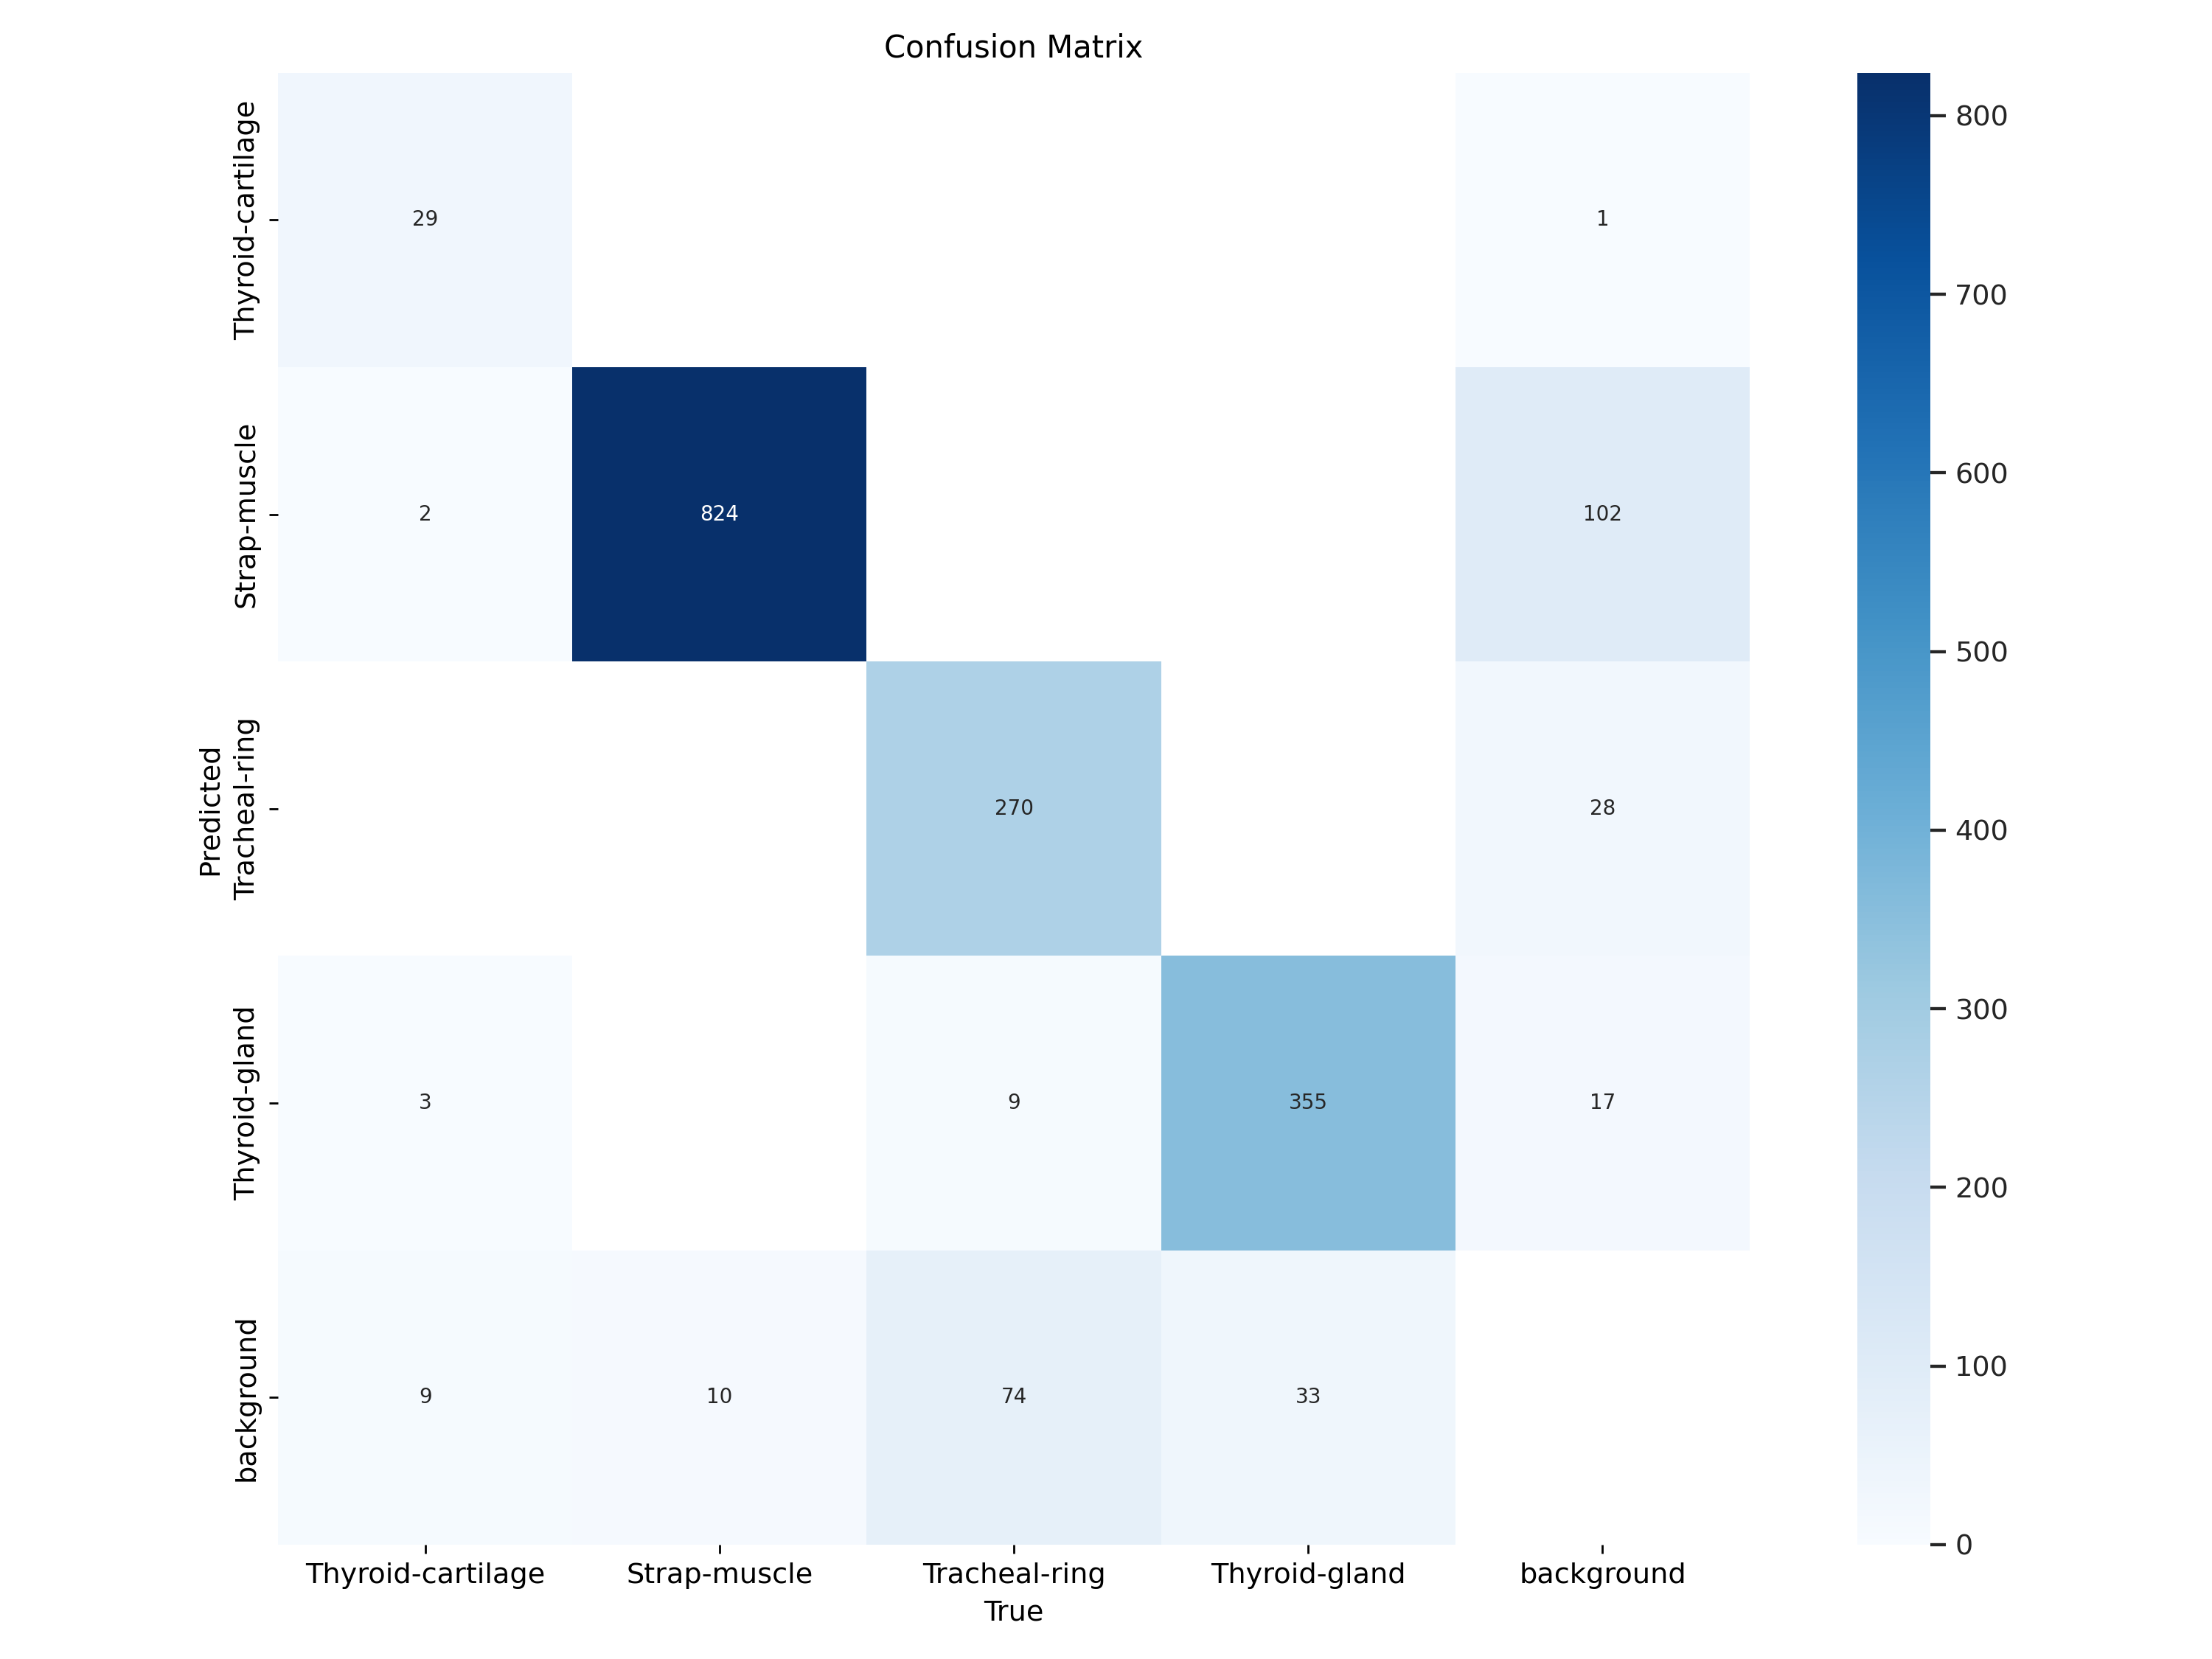 Confusion Matrix
Thyroid-cartilage
29
1
800
700
Strap-muscle
2
824
102
600
500
Predicted
Tracheal-ring
270
28
400
300
Thyroid-gland
3
9
355
17
200
100
background
9
10
74
33
0
Thyroid-cartilage Strap-muscle Tracheal-ring Thyroid-gland background
True